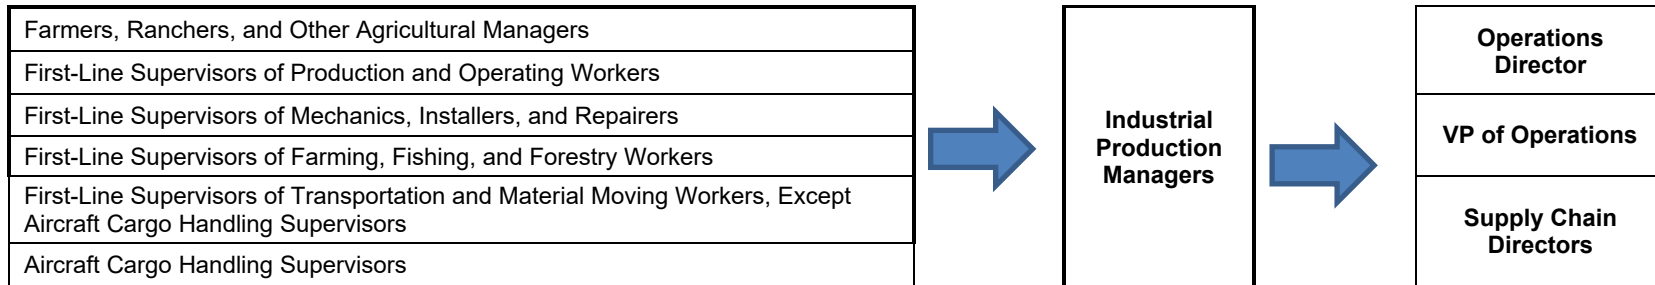 Farmers, Ranchers, and Other Agricultural Managers
First-Line Supervisors of Production and Operating Workers
First-Line Supervisors of Mechanics, Installers, and Repairers
First-Line Supervisors of Farming, Fishing, and Forestry Workers
First-Line Supervisors of Transportation and Material Moving Workers, Except
Aircraft Cargo Handling Supervisors
Aircraft Cargo Handling Supervisors
Industrial
Production
Managers
Operations
Director
VP of Operations
Supply Chain
Directors